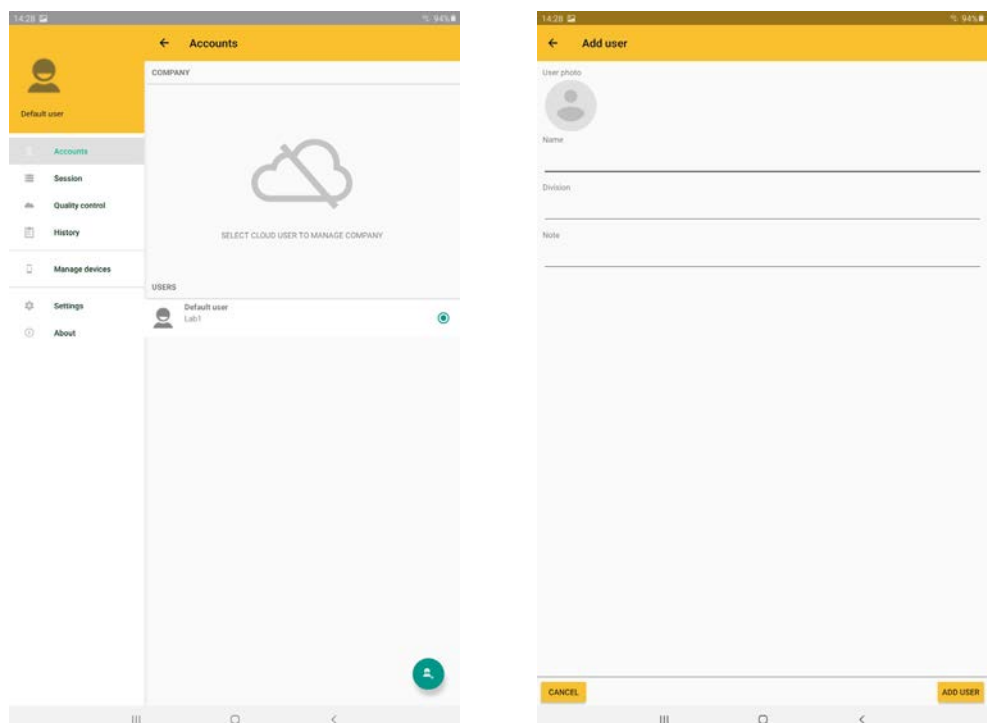 14:28
94%
Accounts
Default user
Accounts
Session
Quality control
History
Manage devices
Settings
About
COMPANY
SELECT CLOUD USER TO MANAGE COMPANY
USERS
Default user
Lab1
14:28
94%
Add user
User photo
Name
Division
Note
CANCEL
ADD USER